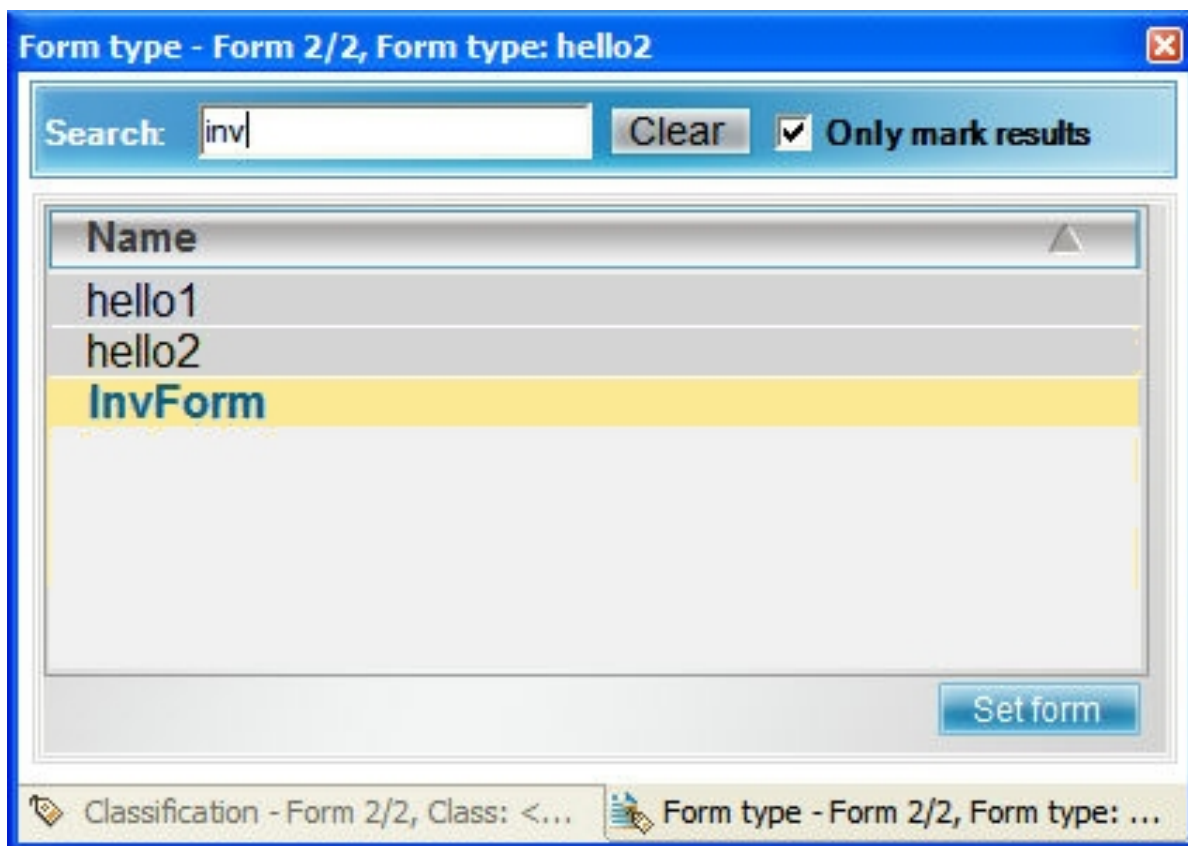 Form type - Form 2/2, Form type: hello2
Search: inv Clear Only mark results
Name
hello1
hello2
InvForm
Set form
Classification - Form 2/2, Class: <... Form type - Form 2/2, Form type: ...